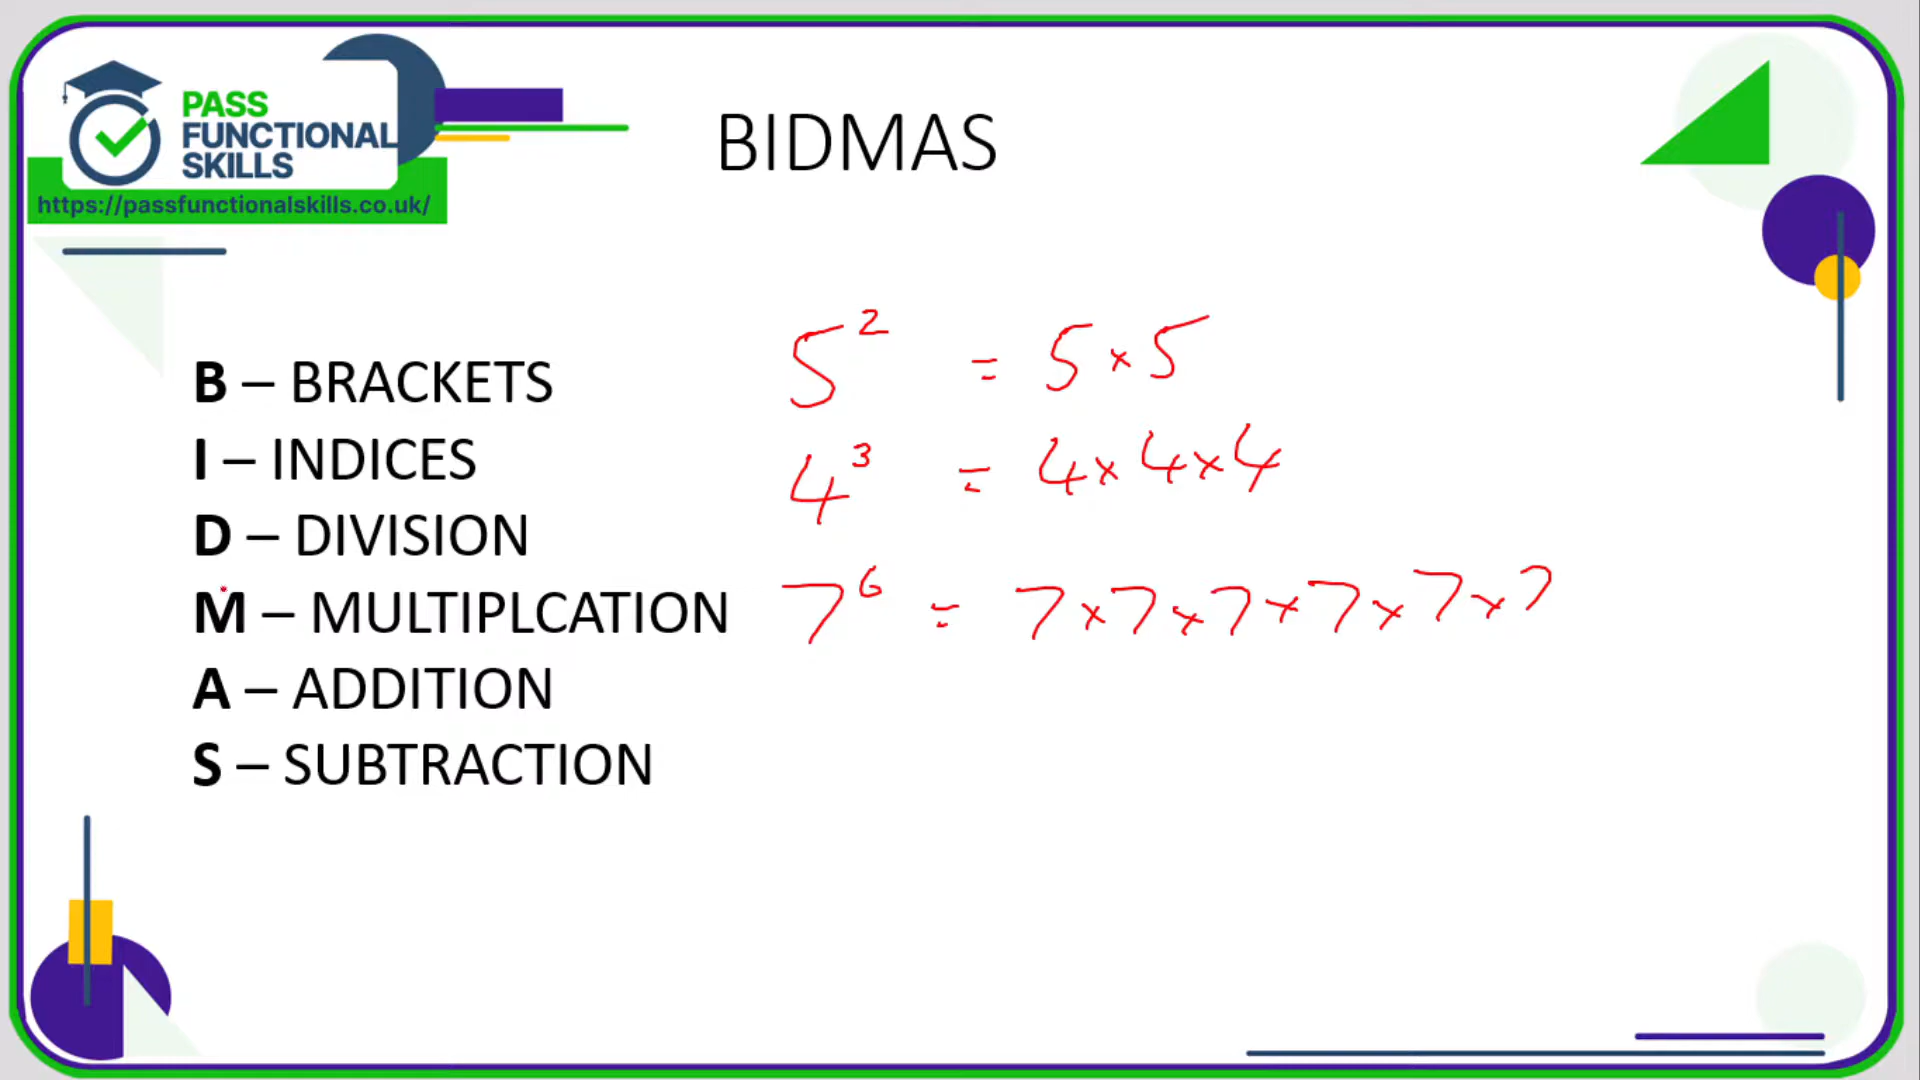 PASS
FUNCTIONAL
SKILLS
https://passfunctionalskills.co.uk/
BIDMAS
B – BRACKETS
I – INDICES
D – DIVISION
M – MULTIPLCATION
A – ADDITION
S – SUBTRACTION
5² = 5×5
4³ = 4×4×4
7⁶ = 7×7×7×7×7×7